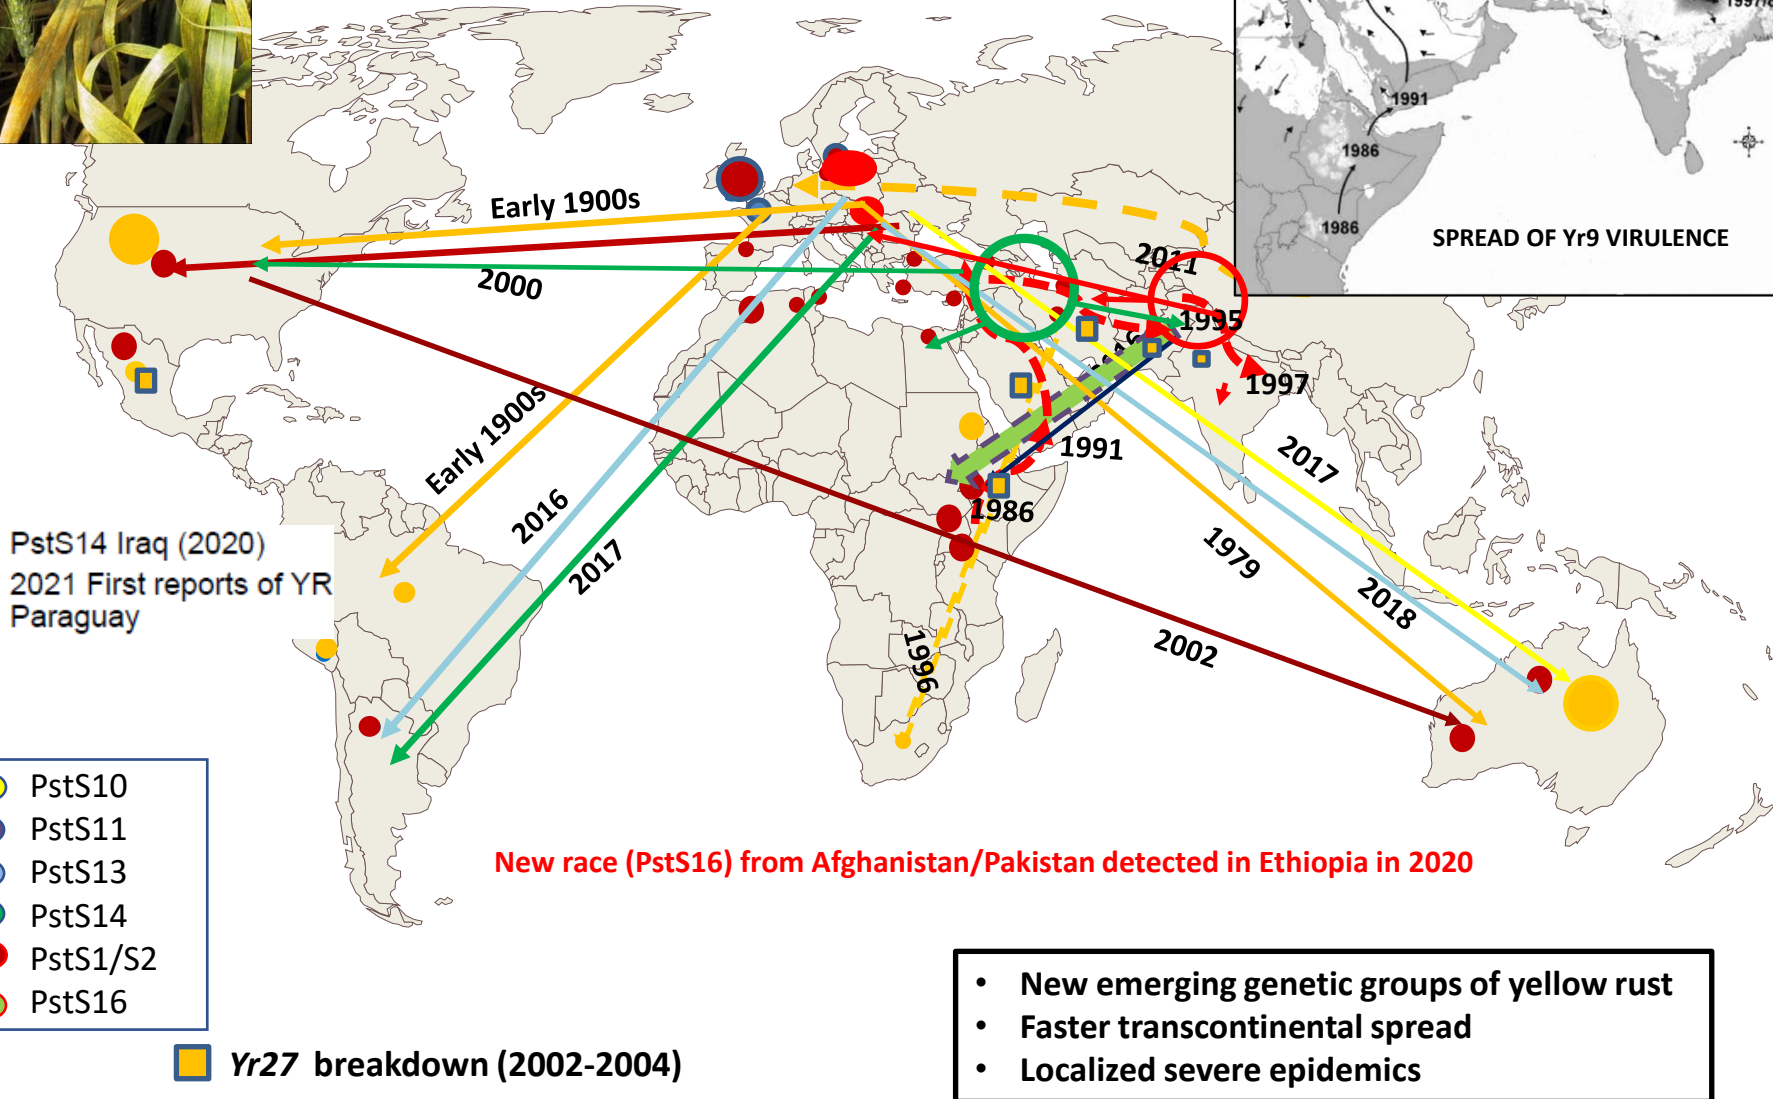 1997/8
1991
1986
1986
SPREAD OF Yr9 VIRULENCE
Early 1900s
2000
2011
1995
1997
1991
1986
Early 1900s
2016
2017
2017
1979
2018
2002
1996
PstS14 Iraq (2020)
2021 First reports of YR
Paraguay
PstS10
PstS11
PstS13
PstS14
PstS1/S2
PstS16
New race (PstS16) from Afghanistan/Pakistan detected in Ethiopia in 2020
Yr27 breakdown (2002-2004)
• New emerging genetic groups of yellow rust
• Faster transcontinental spread
• Localized severe epidemics